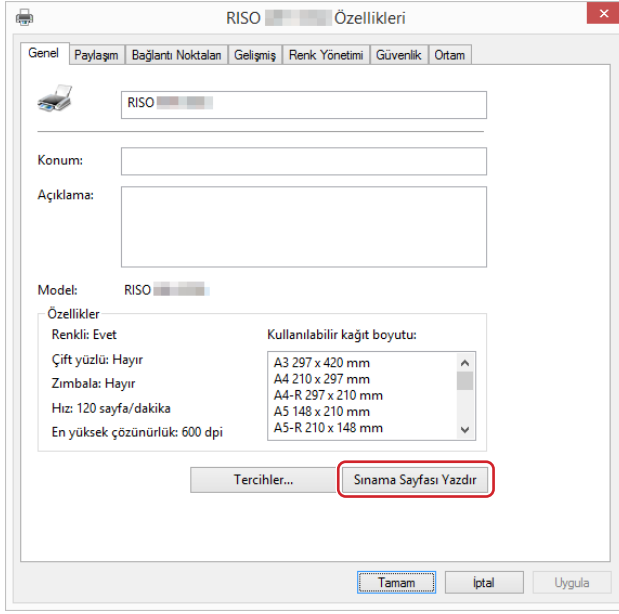 RISO Özellikleri
Genel Paylaşım Bağlantı Noktaları Gelişmiş Renk Yönetimi Güvenlik Ortam
RISO
Konum:
Açıklama:
Model: RISO
Özellikler
Renkli: Evet
Çift yüzlü: Hayır
Zımbala: Hayır
Hız: 120 sayfa/dakika
En yüksek çözünürlük: 600 dpi
Kullanılabilir kağıt boyutu:
A3 297 x 420 mm
A4 210 x 297 mm
A4-R 297 x 210 mm
A5 148 x 210 mm
A5-R 210 x 148 mm
Tercihler... Sınama Sayfası Yazdır
Tamam İptal Uygula